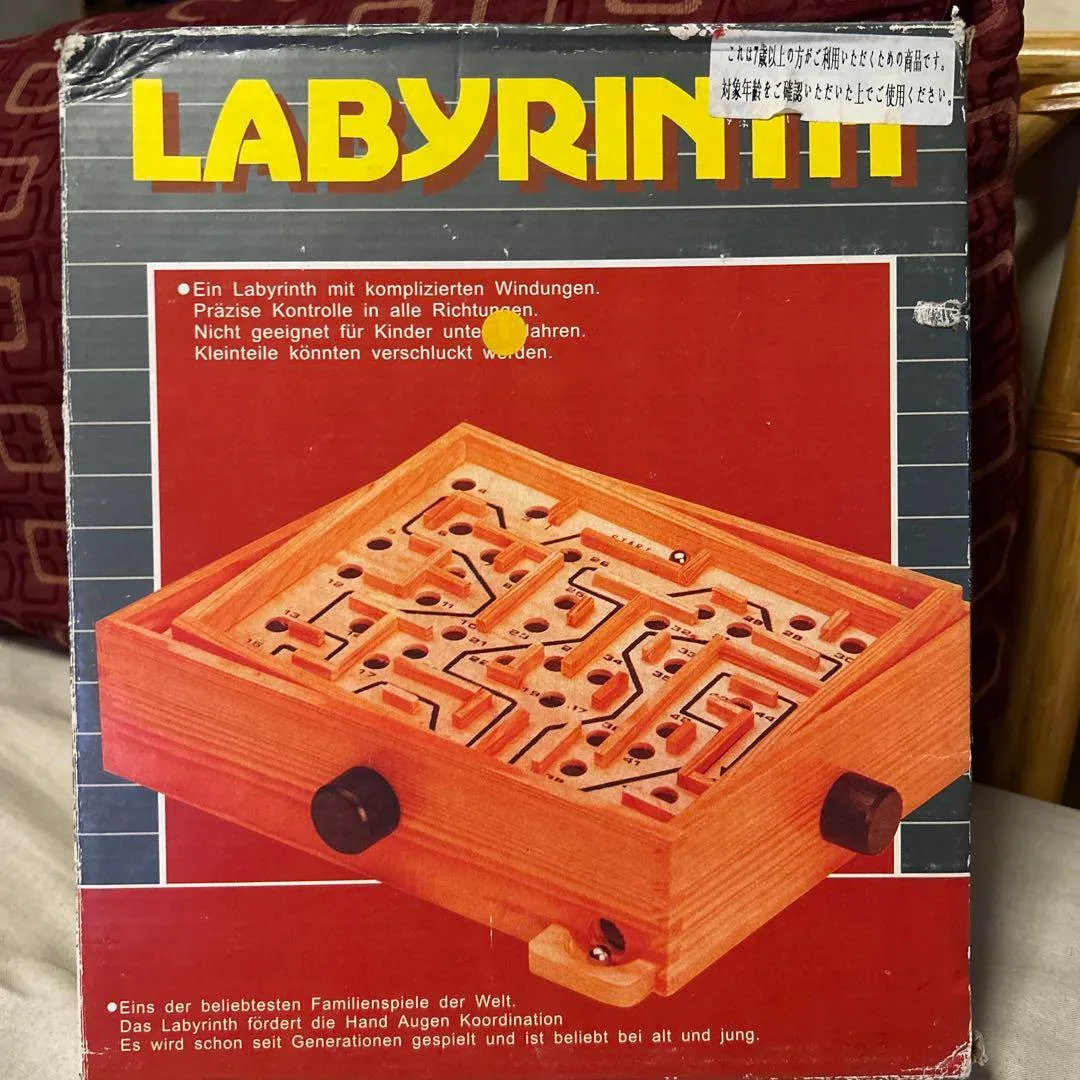 これは7歳以上の方がご利用いただくための商品です。
対象年齢をご確認いただいた上でご使用ください。
LABYRINTH
●Ein Labyrinth mit komplizierten Windungen.
Präzise Kontrolle in alle Richtungen.
Nicht geeignet für Kinder unter Jahren.
Kleinteile könnten verschluckt werden.
START
●Eins der beliebtesten Familienspiele der Welt.
Das Labyrinth fördert die Hand Augen Koordination
Es wird schon seit Generationen gespielt und ist beliebt bei alt und jung.